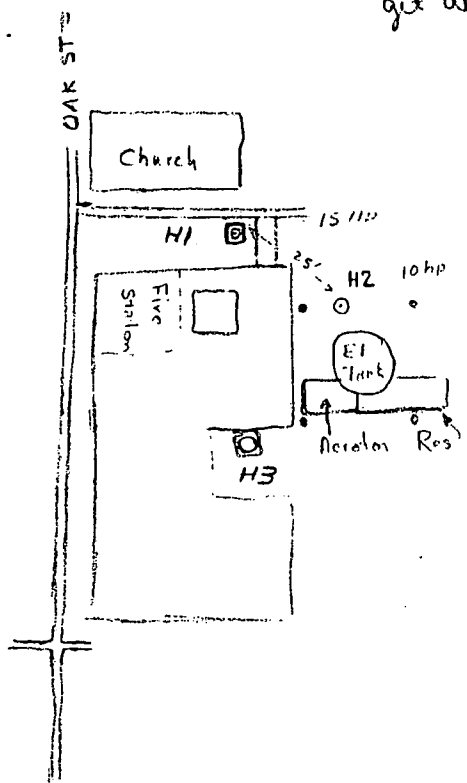 OAK ST
Church
H1
15 Hp
25'
H2
10 hp
Fire
Station
El
Tank
Aerator
Res
H3